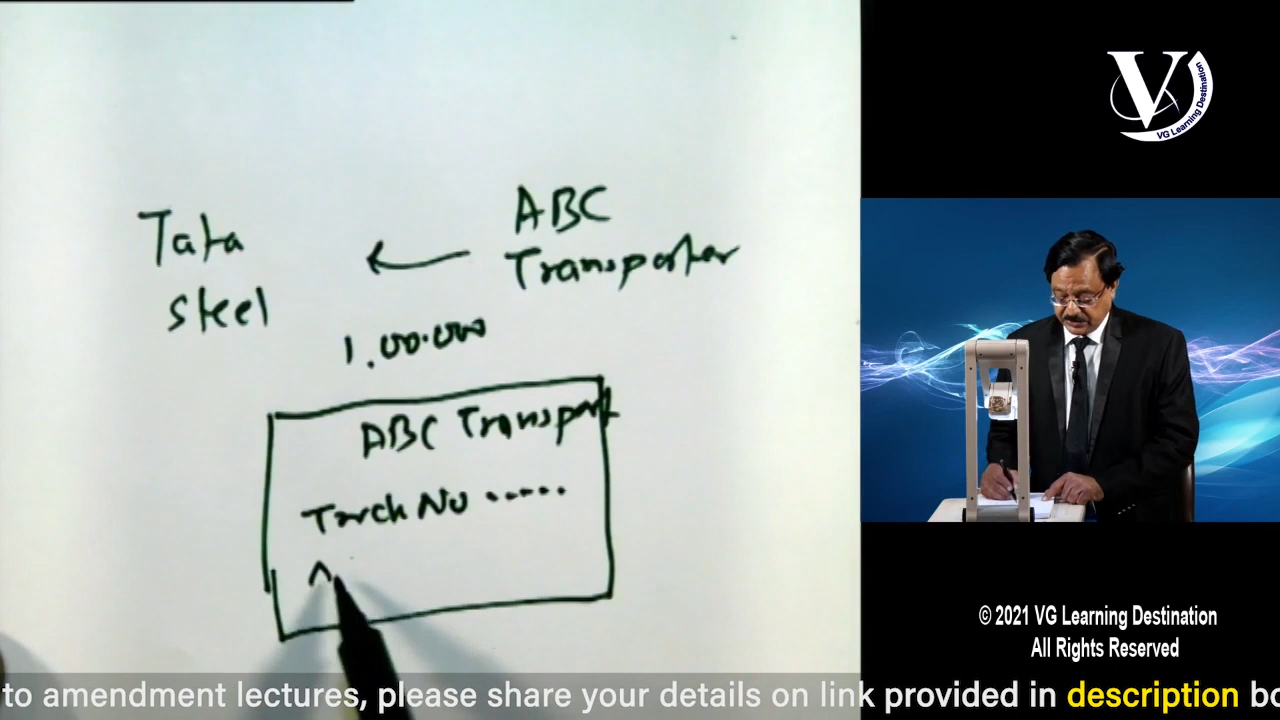 Tata
steel
ABC
Transporter
1,00,000
ABC Transport
Truck No .....
V
VG Learning Destination
© 2021 VG Learning Destination
All Rights Reserved
to amendment lectures, please share your details on link provided in description bo